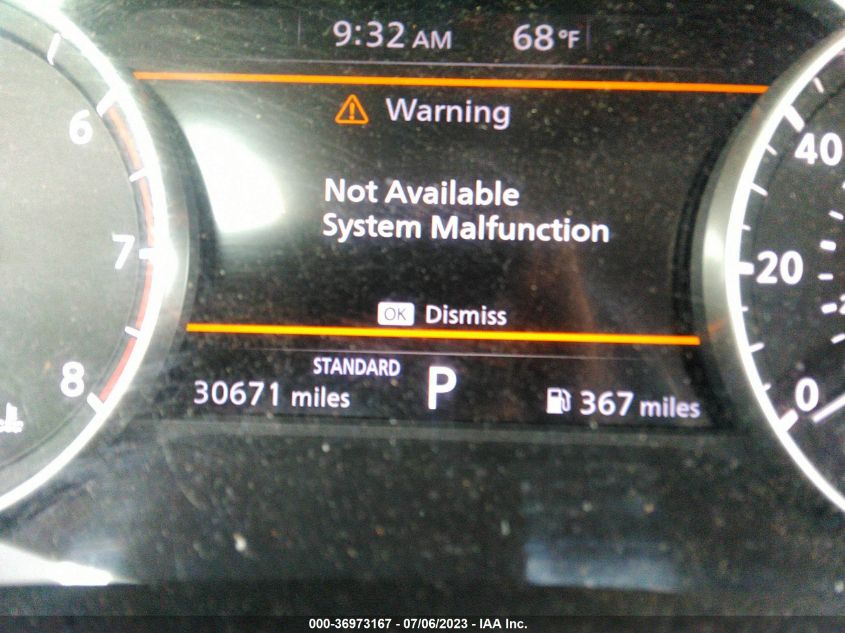 9:32 AM 68°F
Warning
6
40
Not Available
System Malfunction
7
20
OK Dismiss
STANDARD
8
30671 miles P 367 miles
0
000-36973167 - 07/06/2023 - IAA Inc.